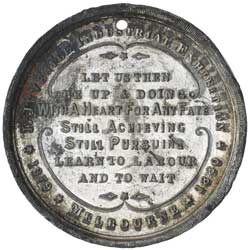 INDUSTRIAL EXHIBITION
LET US THEN
BE UP & DOING
WITH A HEART FOR ANY FATE
STILL ACHIEVING
STILL PURSUING
LEARN TO LABOUR
AND TO WAIT
1879 MELBOURNE 1880